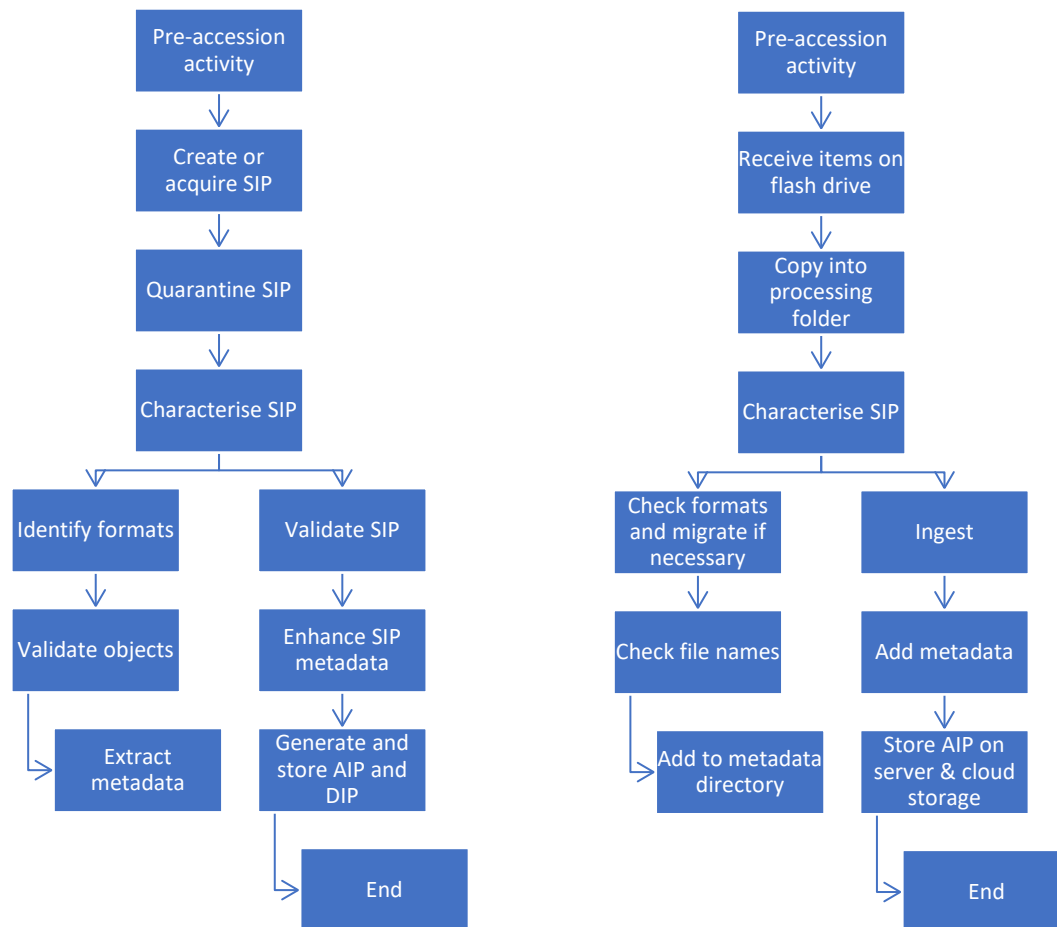 Pre-accession
activity
Create or
acquire SIP
Quarantine SIP
Characterise SIP
Identify formats
Validate objects
Extract
metadata
Validate SIP
Enhance SIP
metadata
Generate and
store AIP and
DIP
End
Pre-accession
activity
Receive items on
flash drive
Copy into
processing
folder
Characterise SIP
Check formats
and migrate if
necessary
Check file names
Add to metadata
directory
Ingest
Add metadata
Store AIP on
server & cloud
storage
End